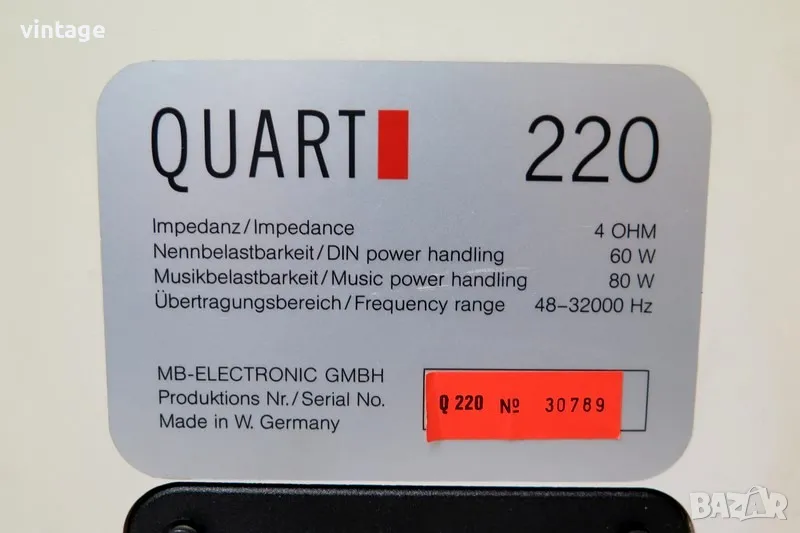 vintage
QUART 220
Impedanz/Impedance 4 OHM
Nennbelastbarkeit/DIN power handling 60 W
Musikbelastbarkeit/Music power handling 80 W
Übertragungsbereich/Frequency range 48–32000 Hz
MB-ELECTRONIC GMBH
Produktions Nr./Serial No. Q 220 № 30789
Made in W. Germany
BAZAR